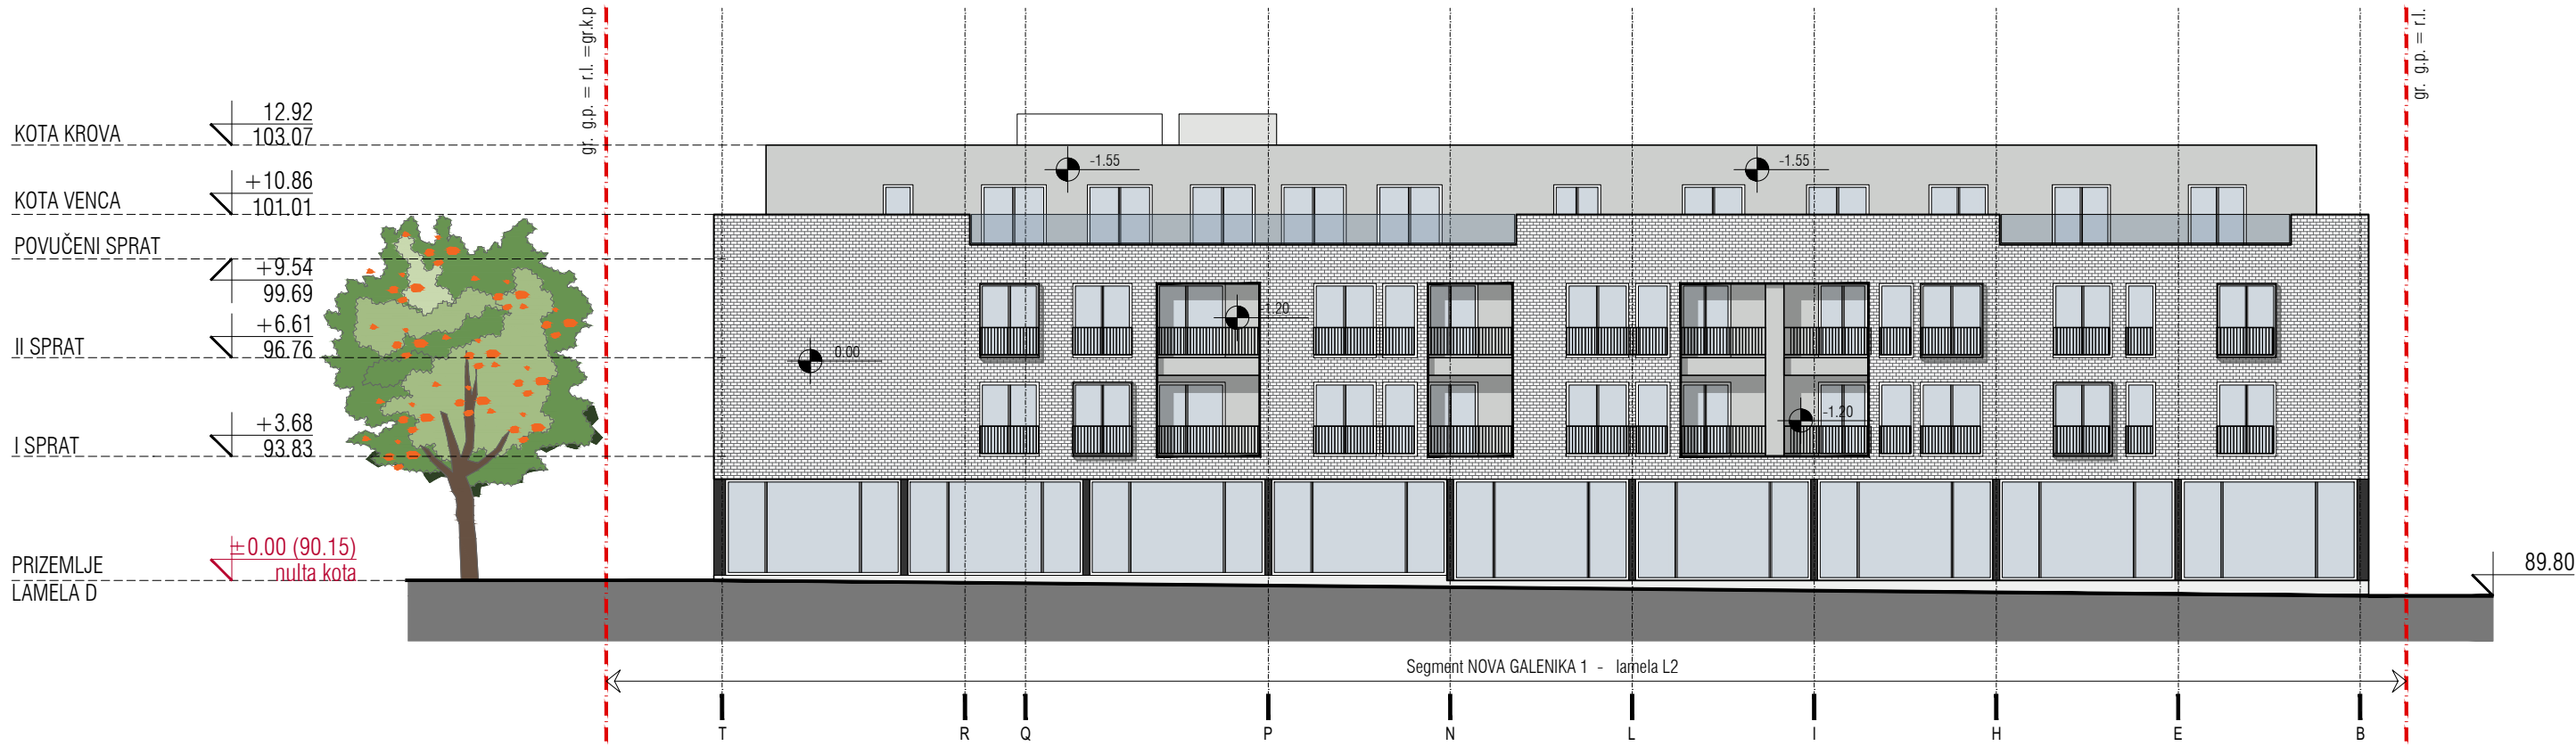 gr. g.p. = r.l. =gr.k.p
gr. g.p. = r.l.
12.92
KOTA KROVA
103.07
+10.86
KOTA VENCA
101.01
POVUČENI SPRAT
+9.54
99.69
+6.61
II SPRAT
96.76
+3.68
I SPRAT
93.83
±0.00 (90.15)
PRIZEMLJE
nulta kota
LAMELA D
-1.55
-1.55
-1.20
0.00
-1.20
89.80
Segment NOVA GALENIKA 1 - lamela L2
T R Q P N L I H E B